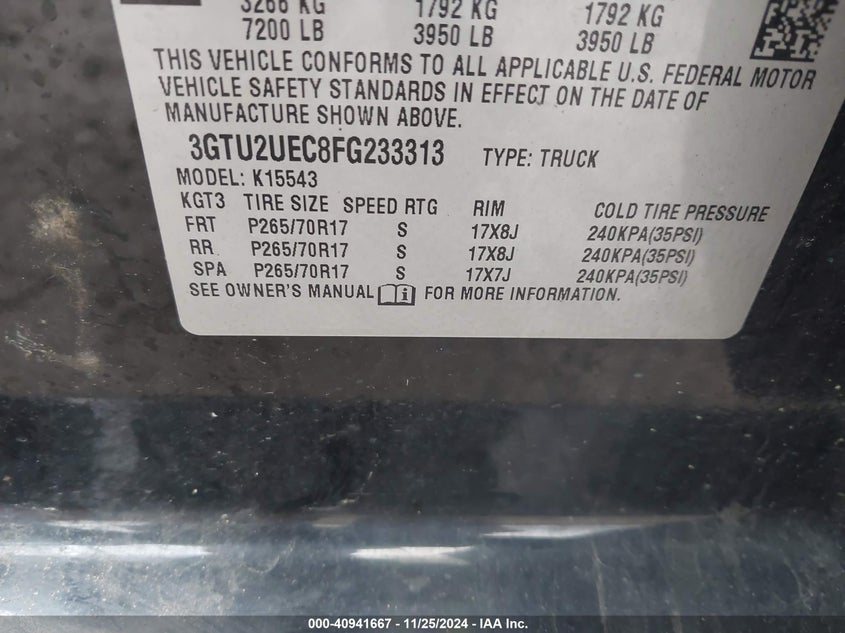 3266 KG 1792 KG 1792 KG
7200 LB 3950 LB 3950 LB
THIS VEHICLE CONFORMS TO ALL APPLICABLE U.S. FEDERAL MOTOR
VEHICLE SAFETY STANDARDS IN EFFECT ON THE DATE OF
MANUFACTURE SHOWN ABOVE.
3GTU2UEC8FG233313 TYPE: TRUCK
MODEL: K15543
KGT3 TIRE SIZE SPEED RTG RIM COLD TIRE PRESSURE
FRT P265/70R17 S 17X8J 240KPA(35PSI)
RR P265/70R17 S 17X8J 240KPA(35PSI)
SPA P265/70R17 S 17X7J 240KPA(35PSI)
SEE OWNER'S MANUAL FOR MORE INFORMATION.
000-40941667 - 11/25/2024 - IAA Inc.